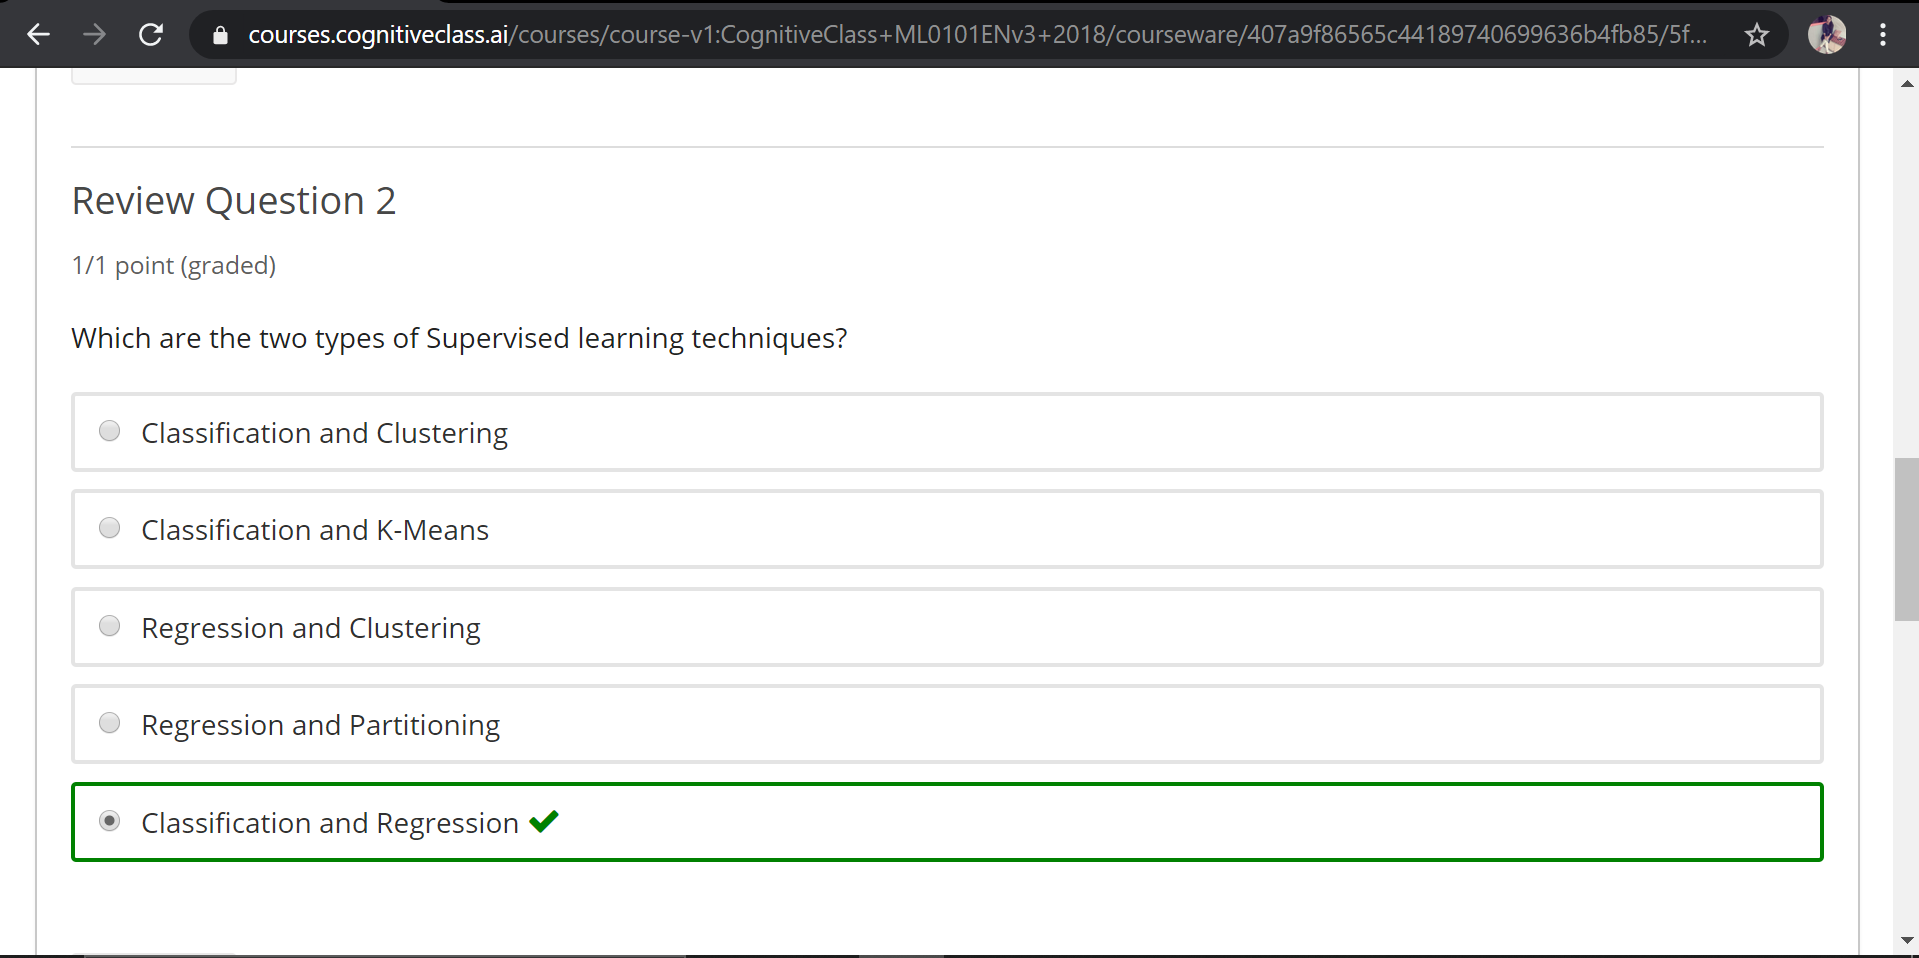 courses.cognitiveclass.ai/courses/course-v1:CognitiveClass+ML0101ENv3+2018/courseware/407a9f86565c44189740699636b4fb85/5f...
Review Question 2
1/1 point (graded)
Which are the two types of Supervised learning techniques?
Classification and Clustering
Classification and K-Means
Regression and Clustering
Regression and Partitioning
Classification and Regression